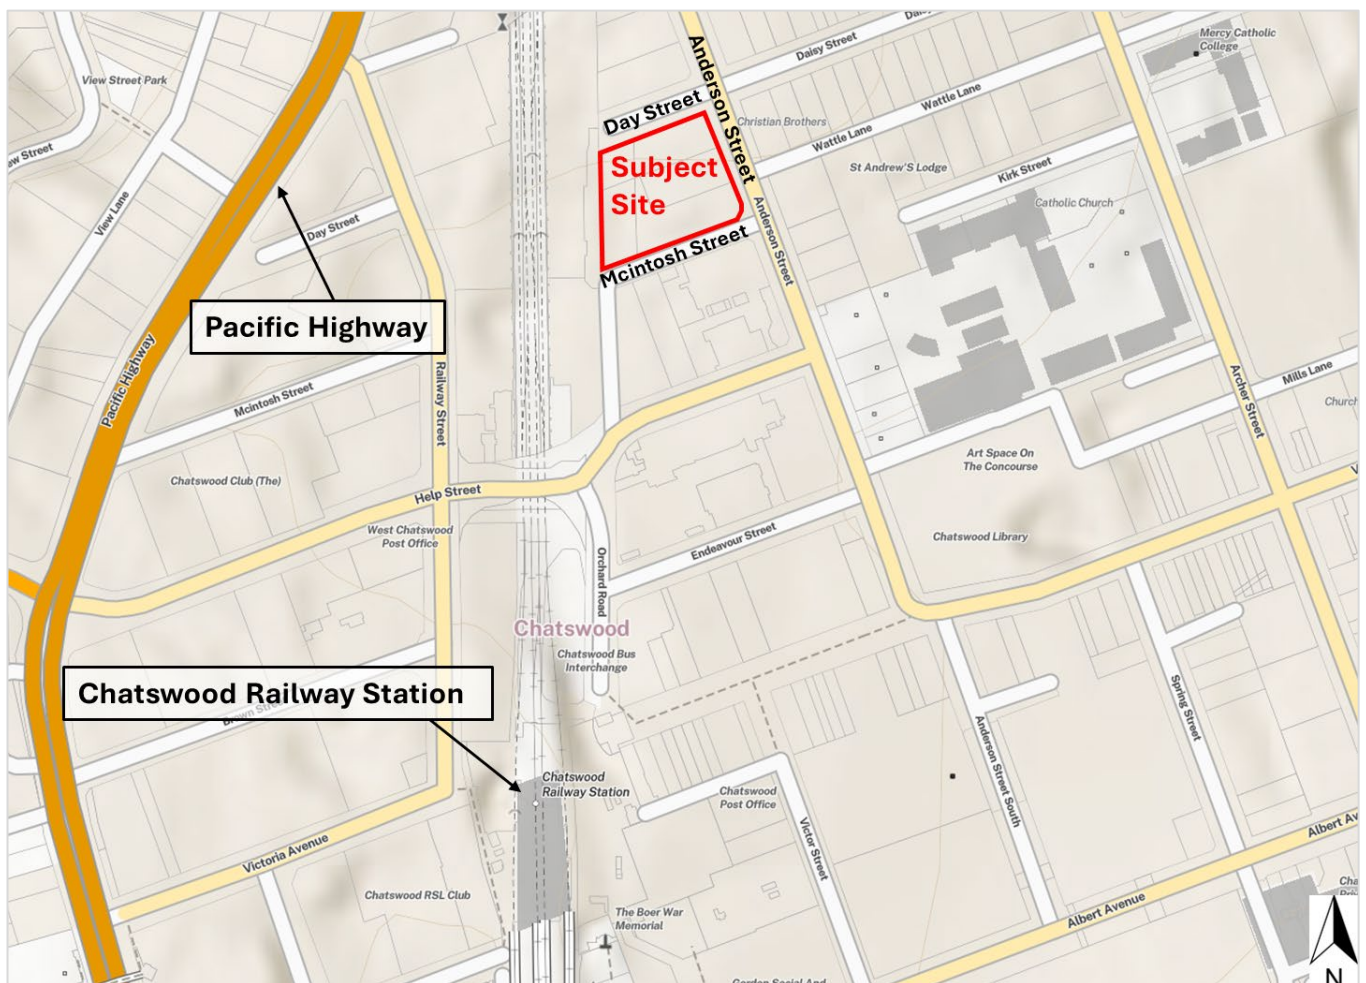 Mercy Catholic
College
Daisy Street
View Street Park
Anderson Street
Wattle Lane
Day Street
Christian Brothers
Wattle Lane
Subject
Site
St Andrew'S Lodge
Kirk Street
View Lane
Catholic Church
Day Street
Anderson Street
Mcintosh Street
Pacific Highway
Pacific Highway
Railway Street
Mcintosh Street
Archer Street
Mills Lane
Church
Chatswood Club (The)
Art Space On
The Concourse
Help Street
West Chatswood
Post Office
Endeavour Street
Chatswood Library
Orchard Road
Chatswood
Chatswood Bus
Interchange
Chatswood Railway Station
Spring Street
Anderson Street South
Chatswood
Railway Station
Chatswood
Post Office
Victor Street
Albert Av
Victoria Avenue
Chatswood RSL Club
The Boer War
Memorial
Albert Avenue
Cha
N